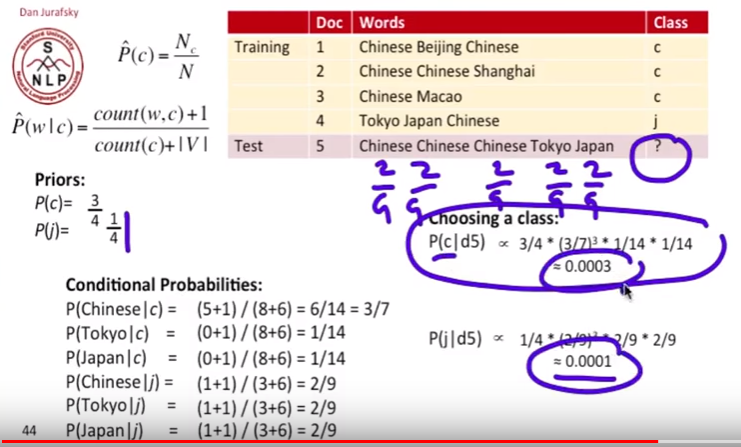 Dan Jurafsky
Stanford University
S
NLP
Natural Language Processing
P̂(c) = N_c / N
P̂(w|c) = count(w,c)+1 / count(c)+|V|
Doc Words Class
Training 1 Chinese Beijing Chinese c
2 Chinese Chinese Shanghai c
3 Chinese Macao c
4 Tokyo Japan Chinese j
Test 5 Chinese Chinese Chinese Tokyo Japan ?
2/9 2/9 2/9 2/9 2/9
Priors:
P(c)= 3/4
P(j)= 1/4
Choosing a class:
P(c|d5) ∝ 3/4 * (3/7)³ * 1/14 * 1/14
≈ 0.0003
P(j|d5) ∝ 1/4 * (2/9)³ * 2/9 * 2/9
≈ 0.0001
Conditional Probabilities:
P(Chinese|c) = (5+1) / (8+6) = 6/14 = 3/7
P(Tokyo|c) = (0+1) / (8+6) = 1/14
P(Japan|c) = (0+1) / (8+6) = 1/14
P(Chinese|j) = (1+1) / (3+6) = 2/9
P(Tokyo|j) = (1+1) / (3+6) = 2/9
P(Japan|j) = (1+1) / (3+6) = 2/9
44